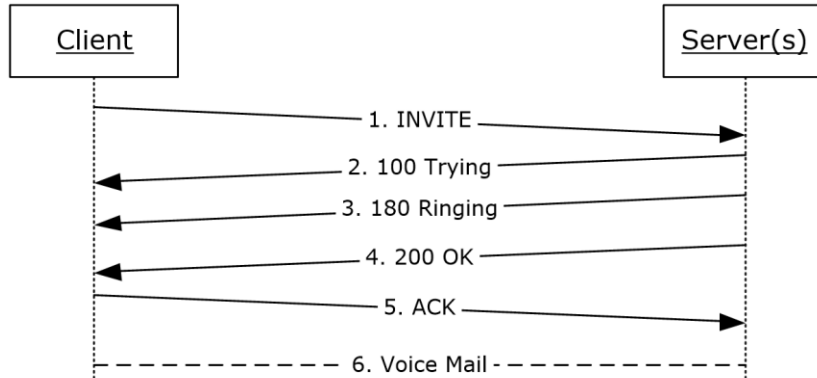 Client
Server(s)
1. INVITE
2. 100 Trying
3. 180 Ringing
4. 200 OK
5. ACK
6. Voice Mail